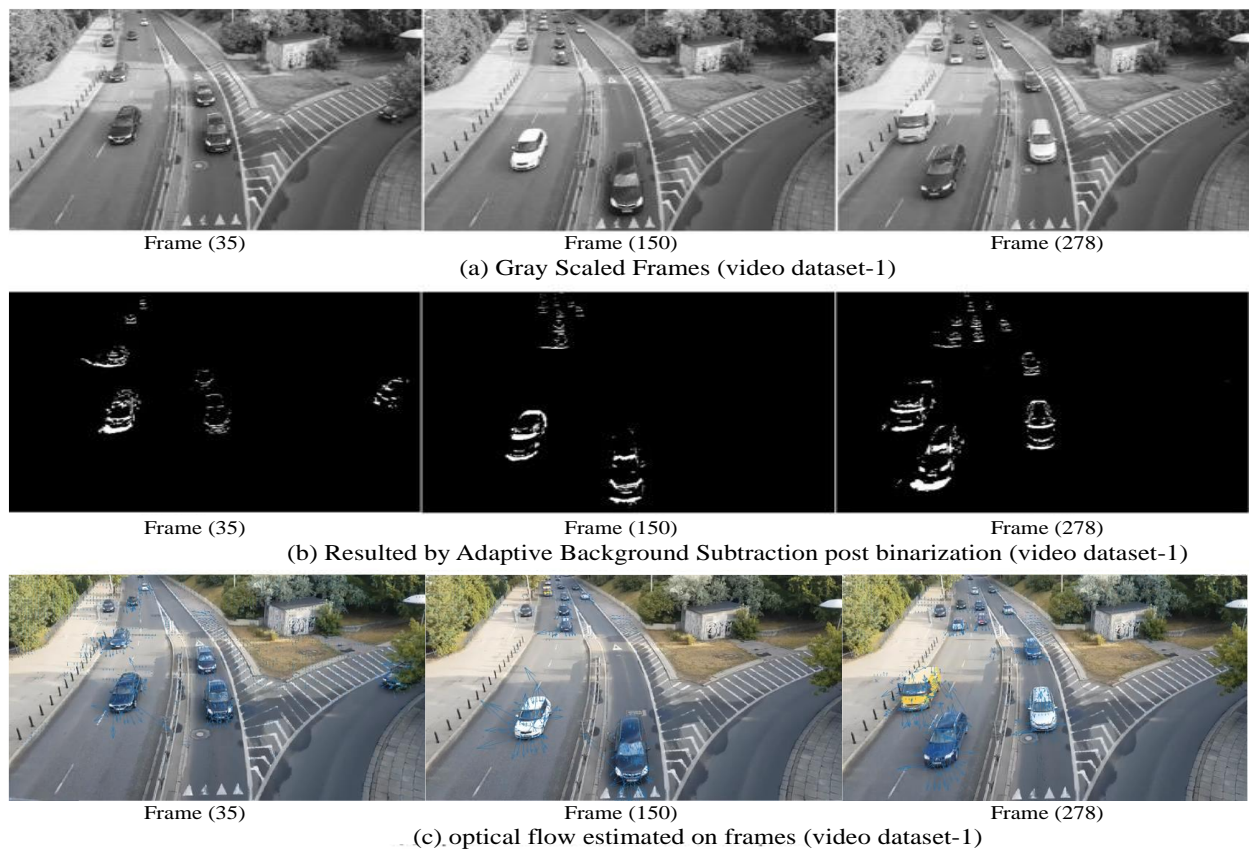 Frame (35) Frame (150) Frame (278)
(a) Gray Scaled Frames (video dataset-1)
Frame (35) Frame (150) Frame (278)
(b) Resulted by Adaptive Background Subtraction post binarization (video dataset-1)
Frame (35) Frame (150) Frame (278)
(c) optical flow estimated on frames (video dataset-1)